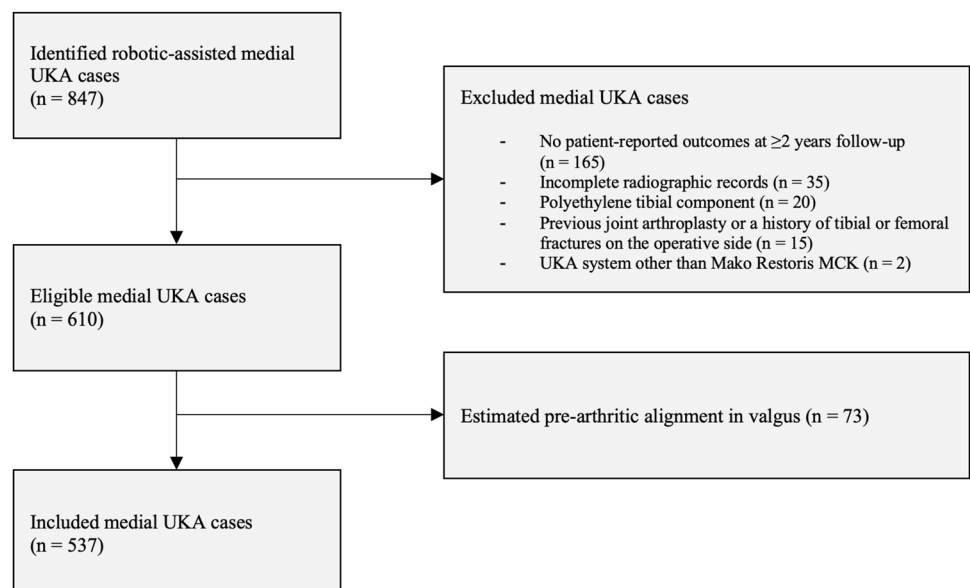 Identified robotic-assisted medial
UKA cases
(n = 847)
Excluded medial UKA cases
- No patient-reported outcomes at ≥2 years follow-up
(n = 165)
- Incomplete radiographic records (n = 35)
- Polyethylene tibial component (n = 20)
- Previous joint arthroplasty or a history of tibial or femoral
fractures on the operative side (n = 15)
- UKA system other than Mako Restoris MCK (n = 2)
Eligible medial UKA cases
(n = 610)
Estimated pre-arthritic alignment in valgus (n = 73)
Included medial UKA cases
(n = 537)